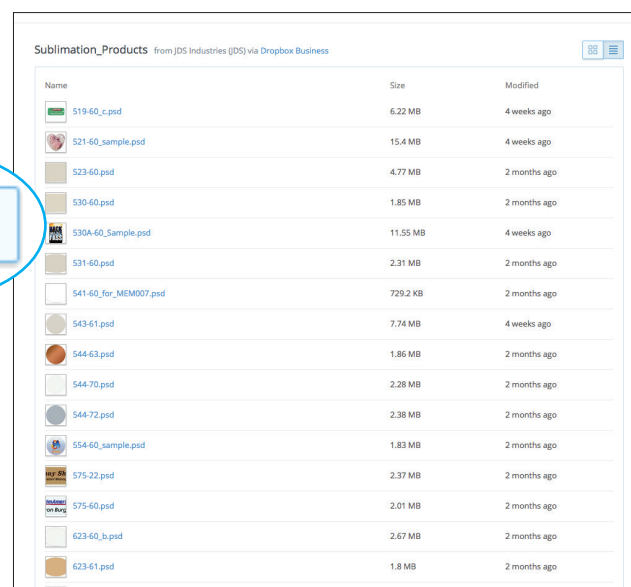 Sublimation_Products from JDS Industries (JDS) via Dropbox Business
Name Size Modified
519-60_c.psd 6.22 MB 4 weeks ago
521-60_sample.psd 15.4 MB 4 weeks ago
523-60.psd 4.77 MB 2 months ago
530-60.psd 1.85 MB 2 months ago
530A-60_Sample.psd 11.55 MB 4 weeks ago
531-60.psd 2.31 MB 2 months ago
541-60_for_MEM007.psd 729.2 KB 2 months ago
543-61.psd 7.74 MB 4 weeks ago
544-63.psd 1.86 MB 2 months ago
544-70.psd 2.28 MB 2 months ago
544-72.psd 2.38 MB 2 months ago
554-60_sample.psd 1.83 MB 2 months ago
575-22.psd 2.37 MB 2 months ago
575-60.psd 2.01 MB 2 months ago
623-60_b.psd 2.67 MB 2 months ago
623-61.psd 1.8 MB 2 months ago